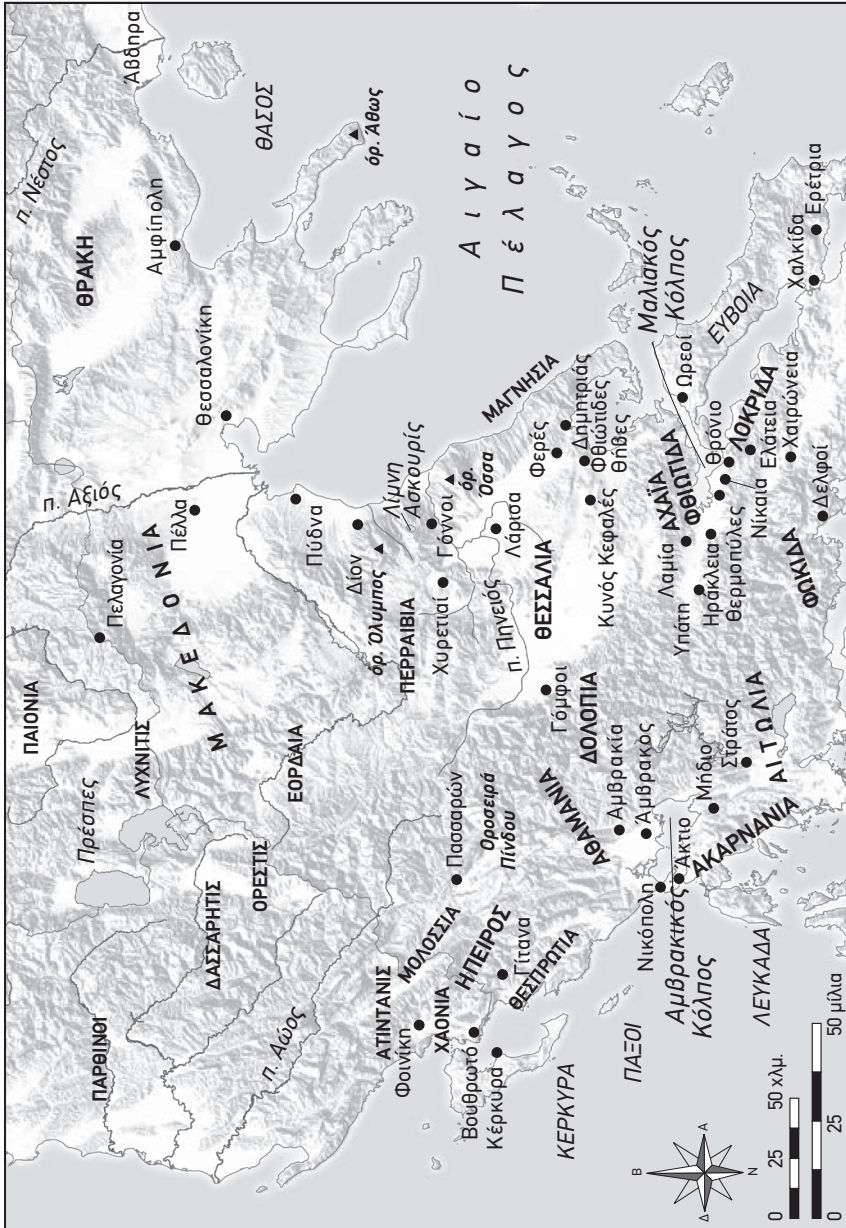 Άβδηρα
π. Νέστος
ΘΡΑΚΗ
Αμφίπολη
ΘΑΣΟΣ
όρ. Άθως
Θεσσαλονίκη
Αιγαίο
Πέλαγος
π. Αξιός
Πέλλα
Πελαγονία
ΠΑΙΟΝΙΑ
ΜΑΚΕΔΟΝΙΑ
ΛΥΧΝΙΤΙΣ
Πρέσπες
ΕΟΡΔΑΙΑ
ΟΡΕΣΤΙΣ
ΔΑΣΣΑΡΗΤΙΣ
ΠΑΡΘΙΝΟΙ
π. Αώος
Πύδνα
Δίον
όρ. Όλυμπος
Λίμνη
Ασκουρίς
ΠΕΡΡΑΙΒΙΑ
Γόννοι
Χυρετιαί
όρ.
Όσσα
Λάρισα
π. Πηνειός
ΘΕΣΣΑΛΙΑ
ΜΑΓΝΗΣΙΑ
Φερές
Δημητριάς
Φθιώτιδες
Θήβες
Κυνός Κεφαλές
Γόμφοι
ΔΟΛΟΠΙΑ
ΑΘΑΜΑΝΙΑ
Πασσαρών
Οροσειρά
Πίνδου
ΑΤΙΝΤΑΝΙΣ
ΜΟΛΟΣΣΙΑ
Φοινίκη
ΧΑΟΝΙΑ
ΗΠΕΙΡΟΣ
Βουθρωτό
Γίτανα
Κέρκυρα
ΘΕΣΠΡΩΤΙΑ
ΚΕΡΚΥΡΑ
ΠΑΞΟΙ
Αμβρακία
Άμβρακος
Νικόπολη
Άκτιο
Αμβρακικός
Κόλπος
ΛΕΥΚΑΔΑ
ΑΚΑΡΝΑΝΙΑ
Μήδιο
Στράτος
ΑΙΤΩΛΙΑ
Λαμία
ΑΧΑΪΑ
ΦΘΙΩΤΙΔΑ
Υπάτη
Ηράκλεια
Θερμοπύλες
Νίκαια
Θρόνιο
ΛΟΚΡΙΔΑ
Ελάτεια
Χαιρώνεια
Δελφοί
ΦΩΚΙΔΑ
Μαλιακός
Κόλπος
Ωρεοί
ΕΥΒΟΙΑ
Χαλκίδα
Ερέτρια
Β
Α
Ν
Δ
0 25 50 χλμ.
0 25 50 μίλια